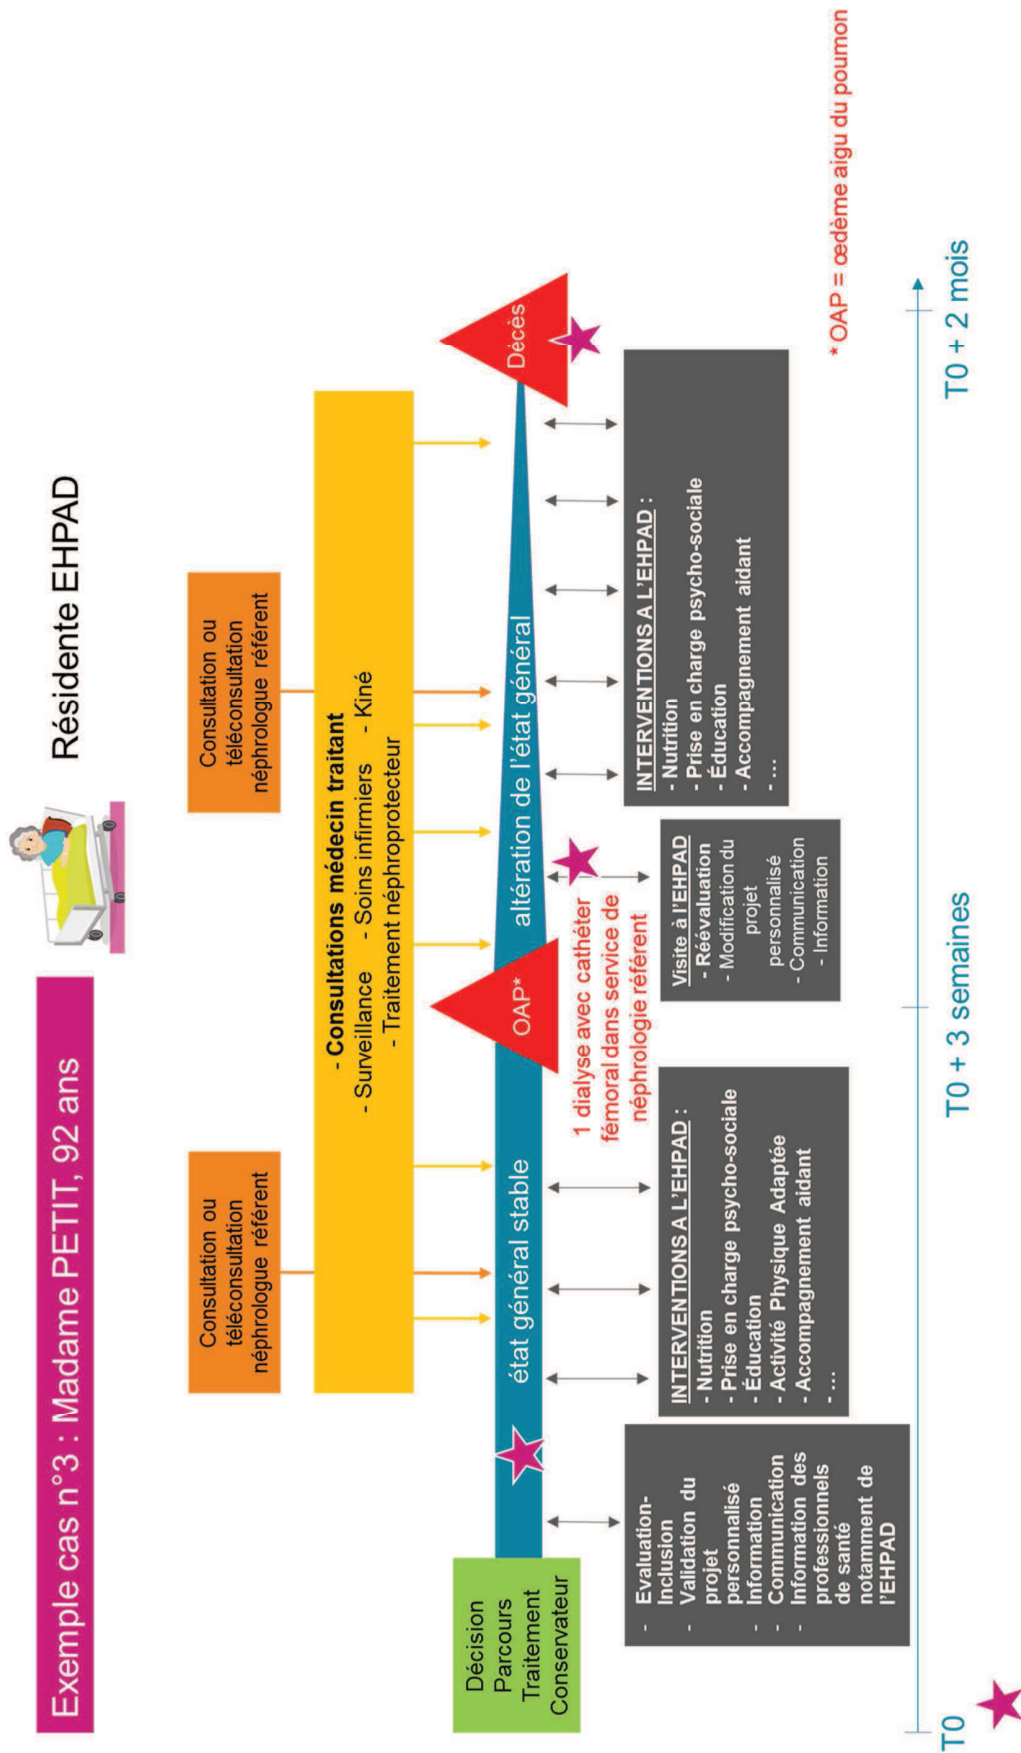 Exemple cas n°3 : Madame PETIT, 92 ans
Résidente EHPAD
Consultation ou
téléconsultation
néphrologue référent
Consultation ou
téléconsultation
néphrologue référent
- Consultations médecin traitant
- Surveillance - Soins infirmiers - Kiné
- Traitement néphroprotecteur
Décision
Parcours
Traitement
Conservateur
état général stable
OAP*
altération de l'état général
Décès
1 dialyse avec cathéter
fémoral dans service de
néphrologie référent
- Evaluation-
Inclusion
- Validation du
projet
personnalisé
- Information
- Communication
- Information des
professionnels
de santé
notamment de
l'EHPAD
INTERVENTIONS A L'EHPAD :
- Nutrition
- Prise en charge psycho-sociale
- Éducation
- Activité Physique Adaptée
- Accompagnement aidant
- ...
Visite à l'EHPAD
- Réévaluation
- Modification du
projet
personnalisé
- Communication
- Information
INTERVENTIONS A L'EHPAD :
- Nutrition
- Prise en charge psycho-sociale
- Éducation
- Accompagnement aidant
- ...
* OAP = œdème aigu du poumon
T0
T0 + 3 semaines
T0 + 2 mois